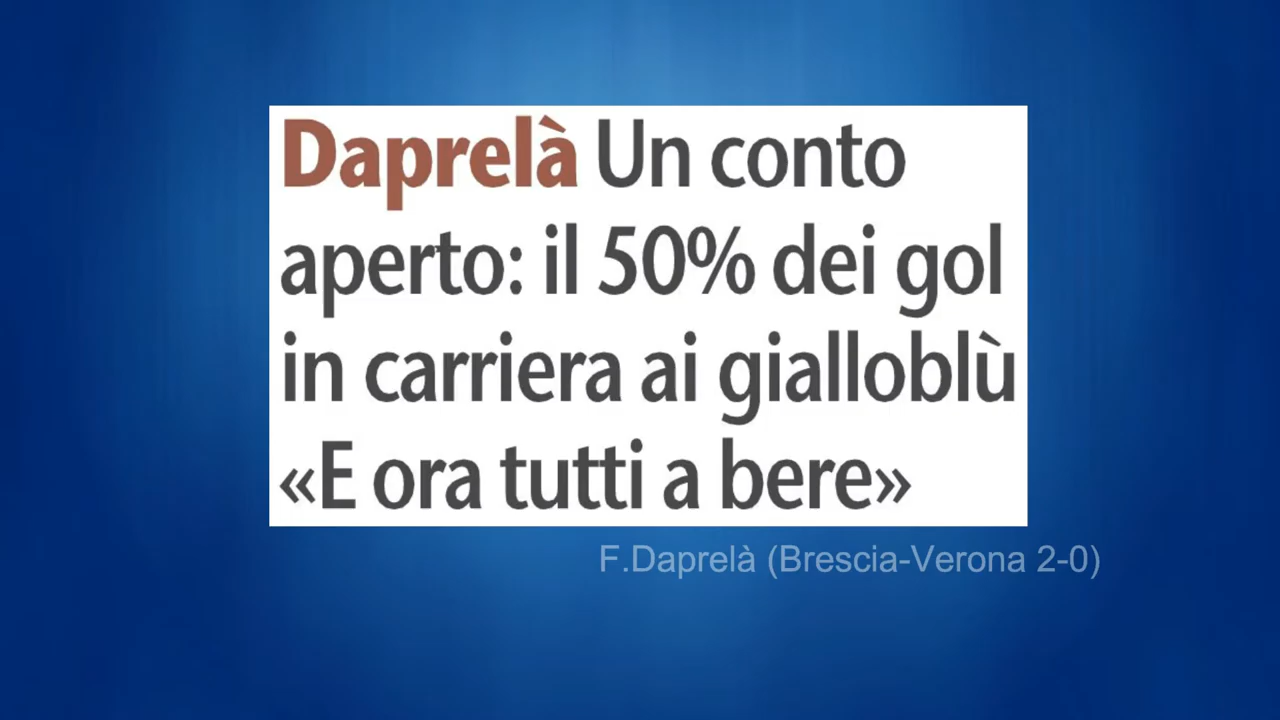 Daprelà Un conto
aperto: il 50% dei gol
in carriera ai gialloblù
«E ora tutti a bere»
F.Daprelà (Brescia-Verona 2-0)